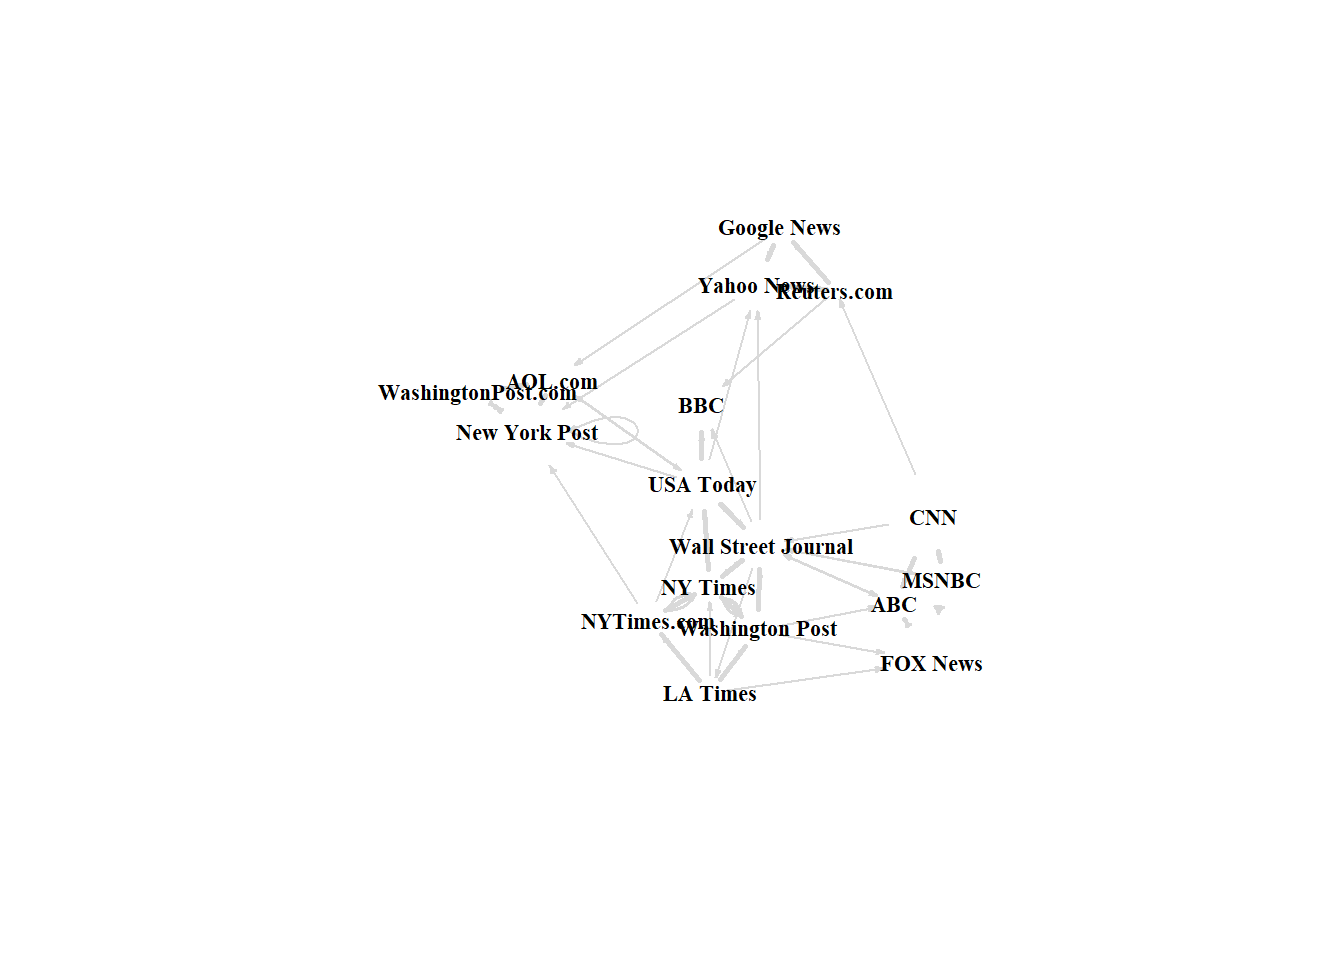 Google News
Yahoo News
Reuters.com
AOL.com
WashingtonPost.com
BBC
New York Post
USA Today
CNN
Wall Street Journal
MSNBC
NY Times
ABC
NYTimes.com
Washington Post
FOX News
LA Times